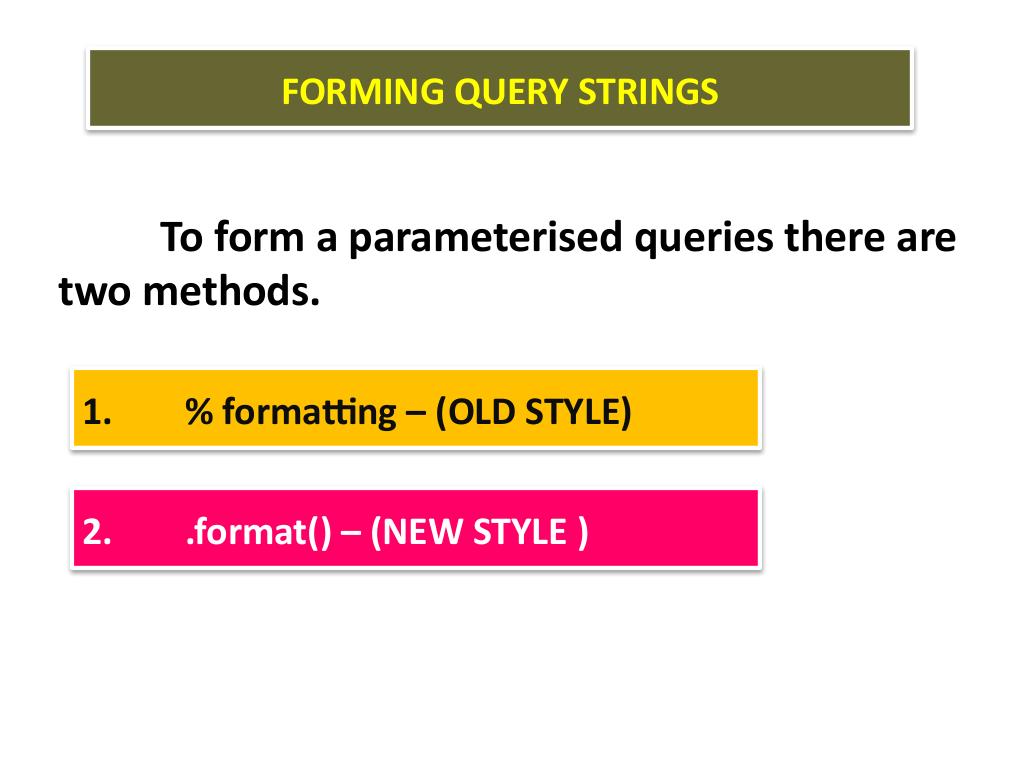 FORMING QUERY STRINGS
To form a parameterised queries there are
two methods.
1. % formatting – (OLD STYLE)
2. .format() – (NEW STYLE )